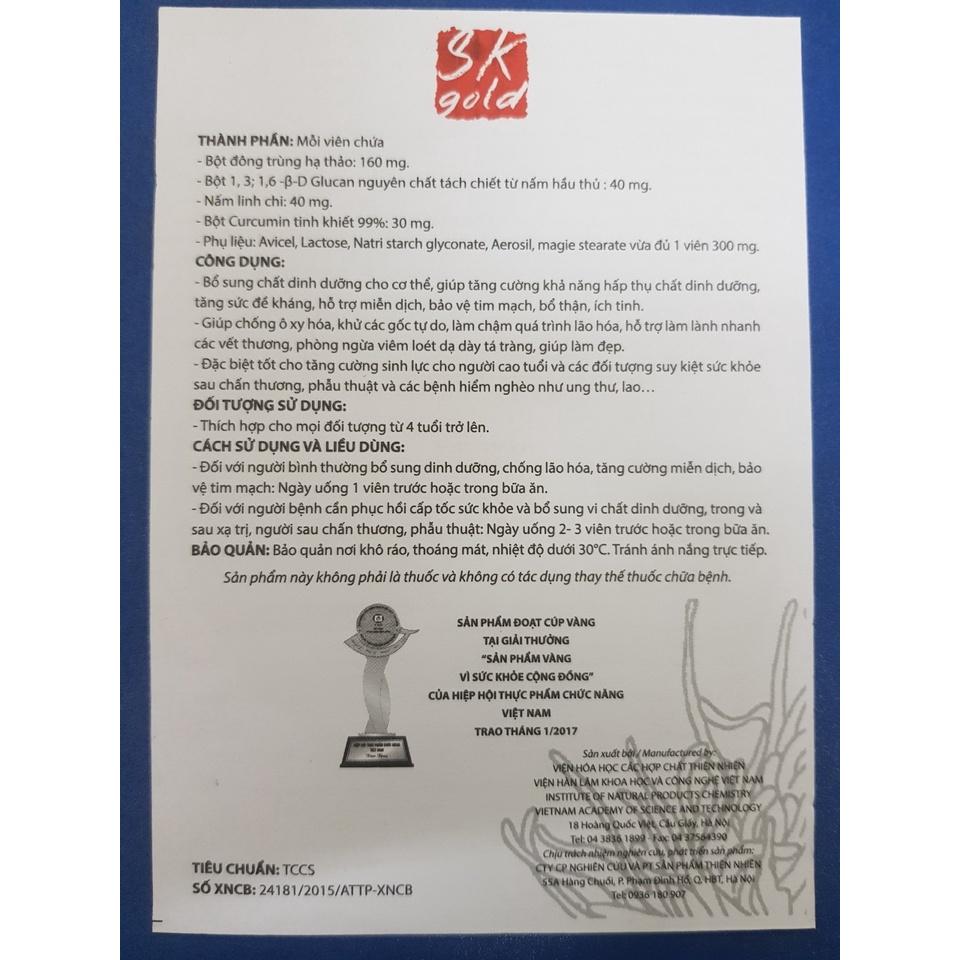 SK
gold
THÀNH PHẦN: Mỗi viên chứa
- Bột đông trùng hạ thảo: 160 mg.
- Bột 1, 3; 1,6 -β-D Glucan nguyên chất tách chiết từ nấm hầu thủ : 40 mg.
- Nấm linh chi: 40 mg.
- Bột Curcumin tinh khiết 99%: 30 mg.
- Phụ liệu: Avicel, Lactose, Natri starch glyconate, Aerosil, magie stearate vừa đủ 1 viên 300 mg.
CÔNG DỤNG:
- Bổ sung chất dinh dưỡng cho cơ thể, giúp tăng cường khả năng hấp thụ chất dinh dưỡng,
tăng sức đề kháng, hỗ trợ miễn dịch, bảo vệ tim mạch, bổ thận, ích tinh.
- Giúp chống ô xy hóa, khử các gốc tự do, làm chậm quá trình lão hóa, hỗ trợ làm lành nhanh
các vết thương, phòng ngừa viêm loét dạ dày tá tràng, giúp làm đẹp.
- Đặc biệt tốt cho tăng cường sinh lực cho người cao tuổi và các đối tượng suy kiệt sức khỏe
sau chấn thương, phẫu thuật và các bệnh hiểm nghèo như ung thư, lao...
ĐỐI TƯỢNG SỬ DỤNG:
- Thích hợp cho mọi đối tượng từ 4 tuổi trở lên.
CÁCH SỬ DỤNG VÀ LIỀU DÙNG:
- Đối với người bình thường bổ sung dinh dưỡng, chống lão hóa, tăng cường miễn dịch, bảo
vệ tim mạch: Ngày uống 1 viên trước hoặc trong bữa ăn.
- Đối với người bệnh cần phục hồi cấp tốc sức khỏe và bổ sung vi chất dinh dưỡng, trong và
sau xạ trị, người sau chấn thương, phẫu thuật: Ngày uống 2- 3 viên trước hoặc trong bữa ăn.
BẢO QUẢN: Bảo quản nơi khô ráo, thoáng mát, nhiệt độ dưới 30°C. Tránh ánh nắng trực tiếp.
Sản phẩm này không phải là thuốc và không có tác dụng thay thế thuốc chữa bệnh.
SẢN PHẨM ĐOẠT CÚP VÀNG
TẠI GIẢI THƯỞNG
"SẢN PHẨM VÀNG
VÌ SỨC KHỎE CỘNG ĐỒNG"
CỦA HIỆP HỘI THỰC PHẨM CHỨC NĂNG
VIỆT NAM
TRAO THÁNG 1/2017
Sản xuất bởi / Manufactured by:
VIỆN HÓA HỌC CÁC HỢP CHẤT THIÊN NHIÊN
VIỆN HÀN LÂM KHOA HỌC VÀ CÔNG NGHỆ VIỆT NAM
INSTITUTE OF NATURAL PRODUCTS CHEMISTRY
VIETNAM ACADEMY OF SCIENCE AND TECHNOLOGY
18 Hoàng Quốc Việt, Cầu Giấy, Hà Nội
Tel: 04 3836 1899 - Fax: 04 37564390
Chịu trách nhiệm nghiên cứu, phát triển sản phẩm:
CTY CP NGHIÊN CỨU VÀ PT SẢN PHẨM THIÊN NHIÊN
55A Hàng Chuối, P. Phạm Đình Hổ, Q. HBT, Hà Nội
Tel: 0936 180 907
TIÊU CHUẨN: TCCS
SỐ XNCB: 24181/2015/ATTP-XNCB